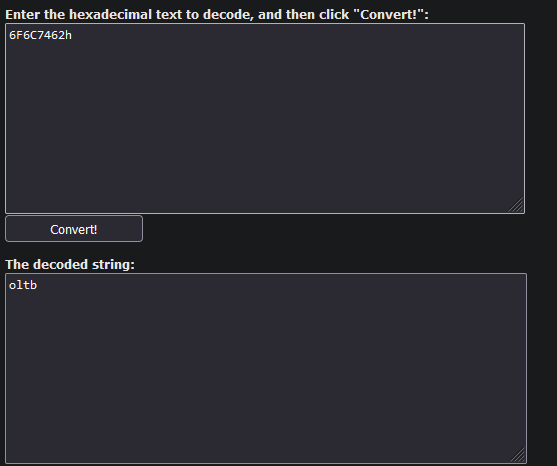 Enter the hexadecimal text to decode, and then click "Convert!":
6F6C7462h
Convert!
The decoded string:
oltb